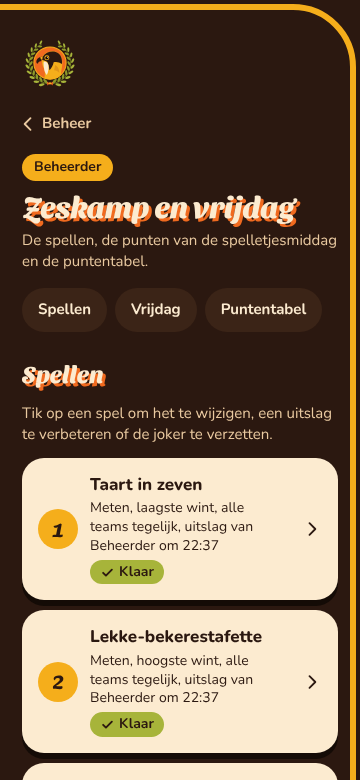 Beheer
Beheerder
Zeskamp en vrijdag
De spellen, de punten van de spelletjesmiddag
en de puntentabel.
Spellen
Vrijdag
Puntentabel
Spellen
Tik op een spel om het te wijzigen, een uitslag
te verbeteren of de joker te verzetten.
1
Taart in zeven
Meten, laagste wint, alle
teams tegelijk, uitslag van
Beheerder om 22:37
Klaar
2
Lekke-bekerestafette
Meten, hoogste wint, alle
teams tegelijk, uitslag van
Beheerder om 22:37
Klaar